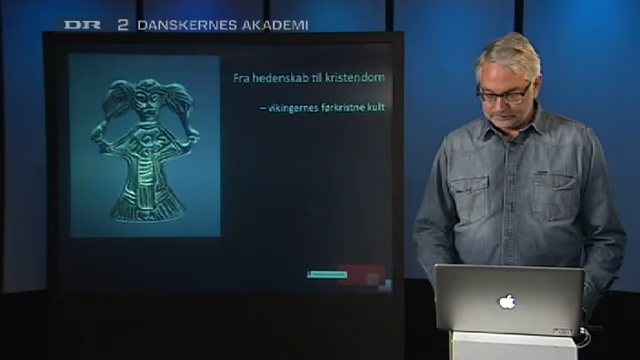 DR 2 DANSKERNES AKADEMI
Fra hedenskab til kristendom
– vikingernes førkristne kult